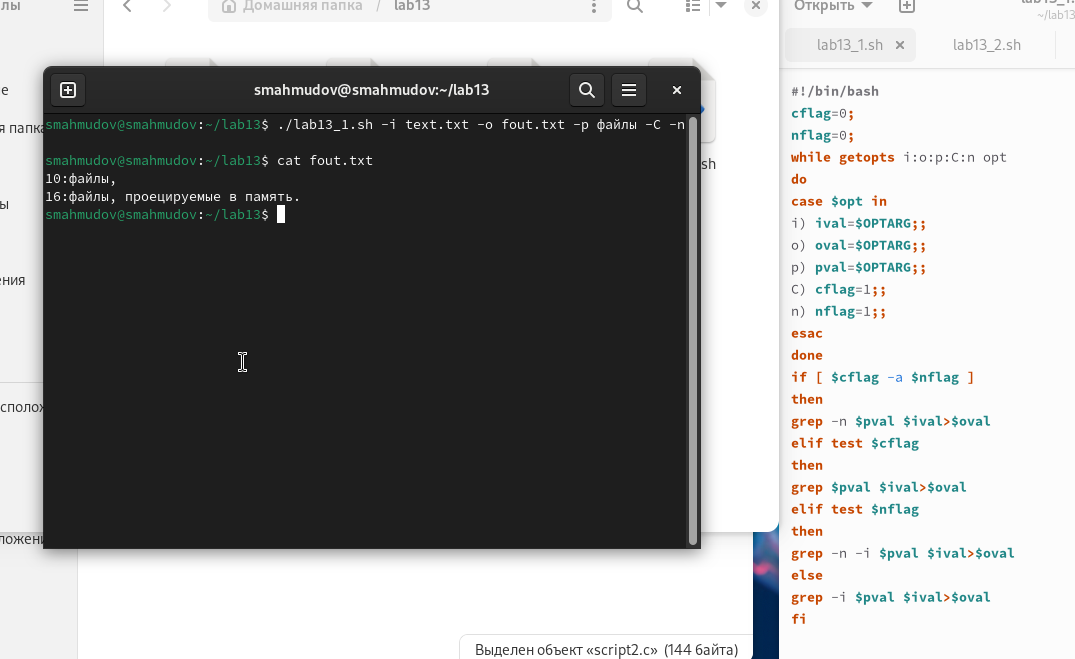 лы
Домашняя папка / lab13
Открыть
~/lab13
lab13_1.sh
lab13_2.sh
е
я папка
ы
ения
сполож
ложени
sh
smahmudov@smahmudov:~/lab13
smahmudov@smahmudov:~/lab13$ ./lab13_1.sh -i text.txt -o fout.txt -p файлы -C -n
smahmudov@smahmudov:~/lab13$ cat fout.txt
10:файлы,
16:файлы, проецируемые в память.
smahmudov@smahmudov:~/lab13$
#!/bin/bash
cflag=0;
nflag=0;
while getopts i:o:p:C:n opt
do
case $opt in
i) ival=$OPTARG;;
o) oval=$OPTARG;;
p) pval=$OPTARG;;
C) cflag=1;;
n) nflag=1;;
esac
done
if [ $cflag -a $nflag ]
then
grep -n $pval $ival>$oval
elif test $cflag
then
grep $pval $ival>$oval
elif test $nflag
then
grep -n -i $pval $ival>$oval
else
grep -i $pval $ival>$oval
fi
Выделен объект «script2.c» (144 байта)